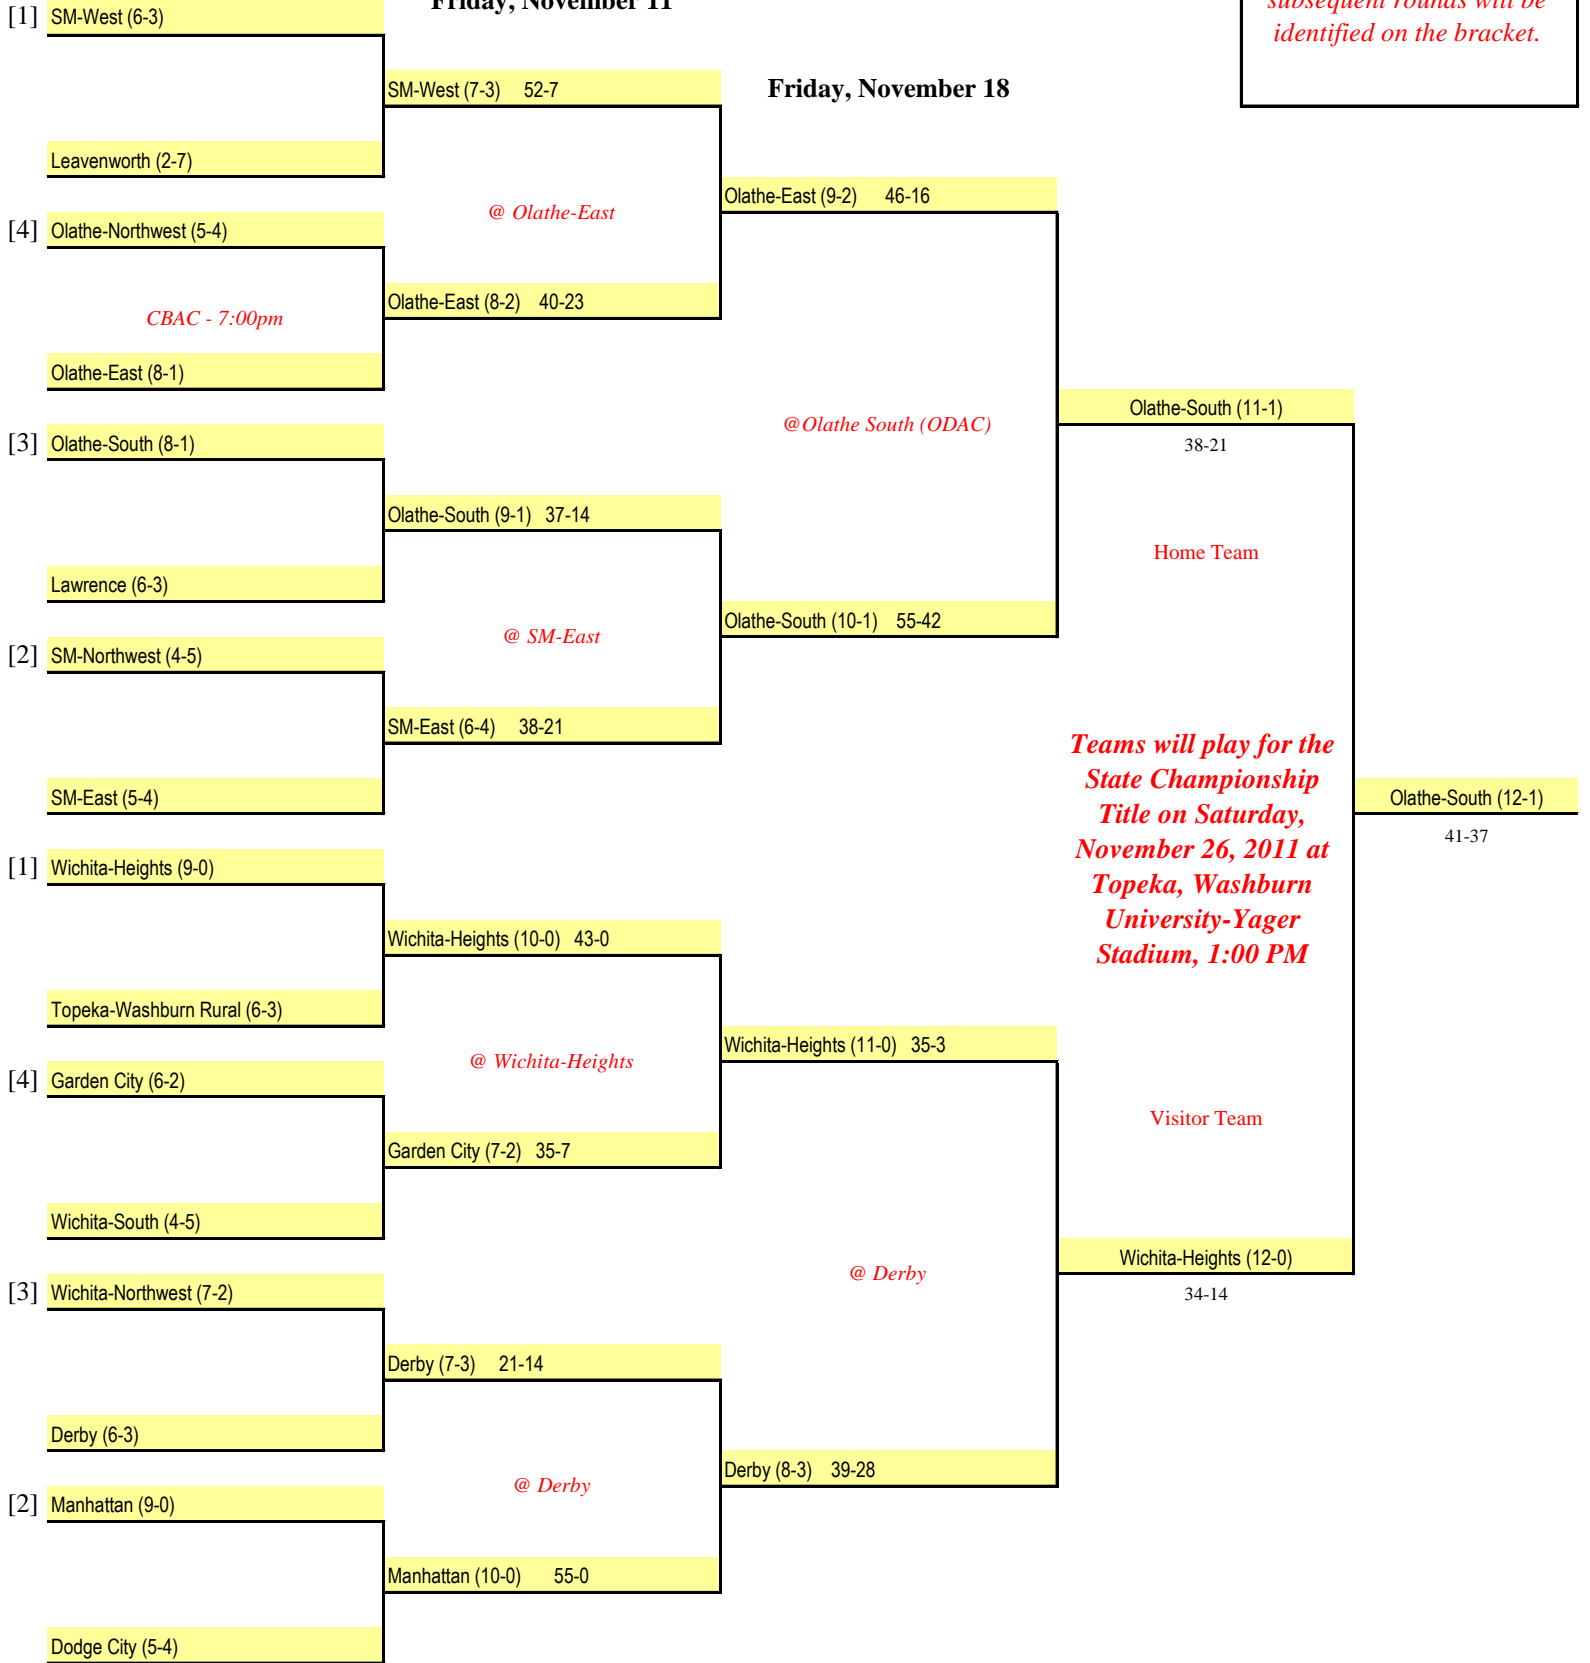 Friday, November 11
subsequent rounds will be
identified on the bracket.
[1] SM-West (6-3)
SM-West (7-3) 52-7
Friday, November 18
Leavenworth (2-7)
@ Olathe-East
Olathe-East (9-2) 46-16
[4] Olathe-Northwest (5-4)
CBAC - 7:00pm
Olathe-East (8-2) 40-23
Olathe-East (8-1)
@Olathe South (ODAC)
Olathe-South (11-1)
38-21
[3] Olathe-South (8-1)
Olathe-South (9-1) 37-14
Home Team
Lawrence (6-3)
@ SM-East
Olathe-South (10-1) 55-42
[2] SM-Northwest (4-5)
SM-East (6-4) 38-21
SM-East (5-4)
Teams will play for the
State Championship
Title on Saturday,
November 26, 2011 at
Topeka, Washburn
University-Yager
Stadium, 1:00 PM
Olathe-South (12-1)
41-37
[1] Wichita-Heights (9-0)
Wichita-Heights (10-0) 43-0
Topeka-Washburn Rural (6-3)
@ Wichita-Heights
Wichita-Heights (11-0) 35-3
[4] Garden City (6-2)
Visitor Team
Garden City (7-2) 35-7
Wichita-South (4-5)
@ Derby
Wichita-Heights (12-0)
34-14
[3] Wichita-Northwest (7-2)
Derby (7-3) 21-14
Derby (6-3)
@ Derby
Derby (8-3) 39-28
[2] Manhattan (9-0)
Manhattan (10-0) 55-0
Dodge City (5-4)